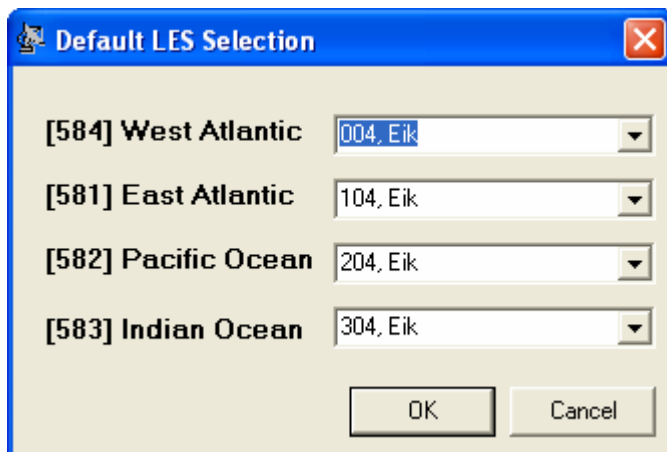 Default LES Selection
[584] West Atlantic 004, Eik
[581] East Atlantic 104, Eik
[582] Pacific Ocean 204, Eik
[583] Indian Ocean 304, Eik
OK Cancel